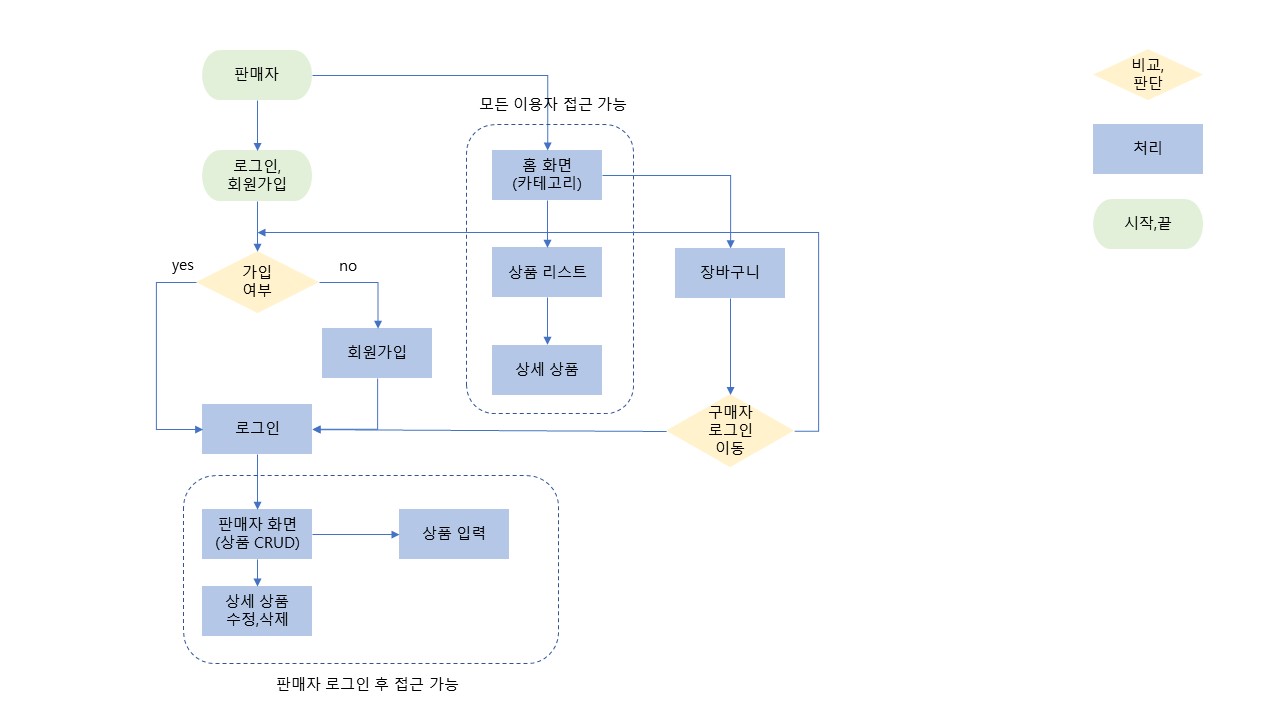 판매자
모든 이용자 접근 가능
로그인,
회원가입
홈 화면
(카테고리)
yes
가입
여부
no
상품 리스트
장바구니
회원가입
상세 상품
로그인
구매자
로그인
이동
판매자 화면
(상품 CRUD)
상품 입력
상세 상품
수정,삭제
판매자 로그인 후 접근 가능
비교,
판단
처리
시작,끝